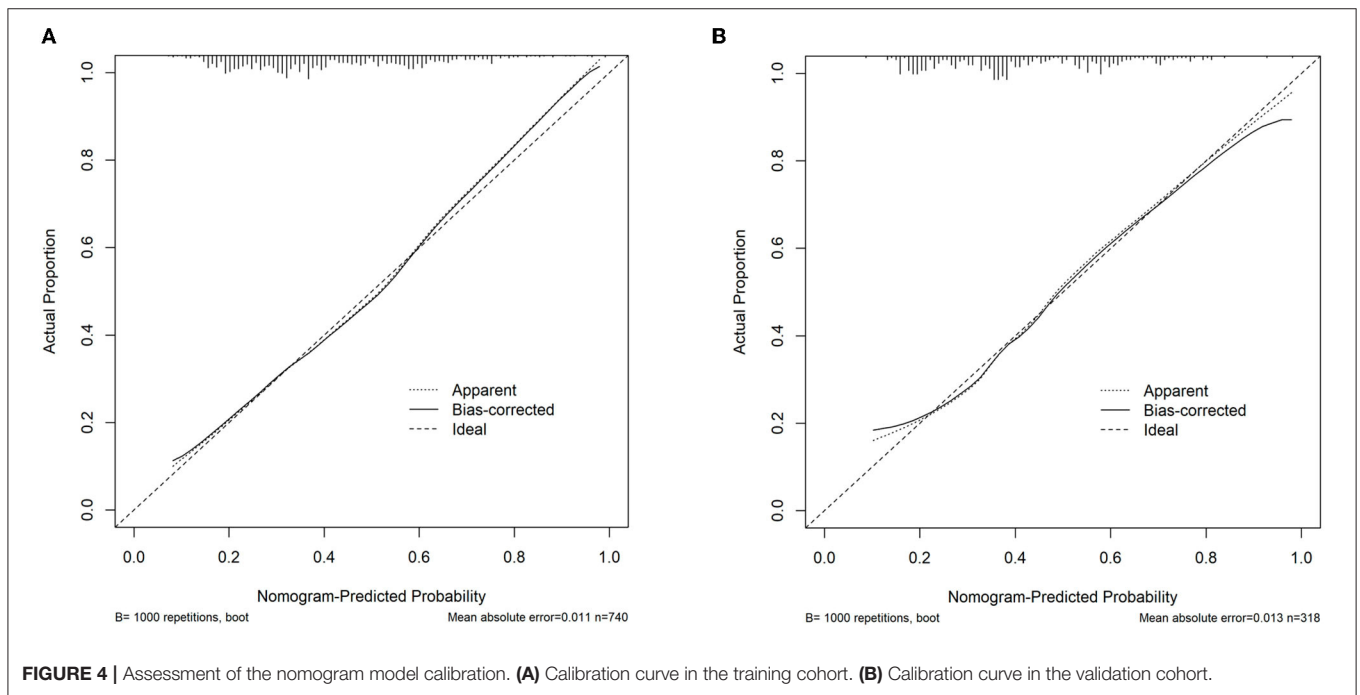 A
1.0
0.8
0.6
0.4
0.2
0.0
Actual Proportion
Apparent
Bias-corrected
Ideal
0.0 0.2 0.4 0.6 0.8 1.0
Nomogram-Predicted Probability
B= 1000 repetitions, boot Mean absolute error=0.011 n=740
B
1.0
0.8
0.6
0.4
0.2
0.0
Actual Proportion
Apparent
Bias-corrected
Ideal
0.0 0.2 0.4 0.6 0.8 1.0
Nomogram-Predicted Probability
B= 1000 repetitions, boot Mean absolute error=0.013 n=318
FIGURE 4 | Assessment of the nomogram model calibration. (A) Calibration curve in the training cohort. (B) Calibration curve in the validation cohort.